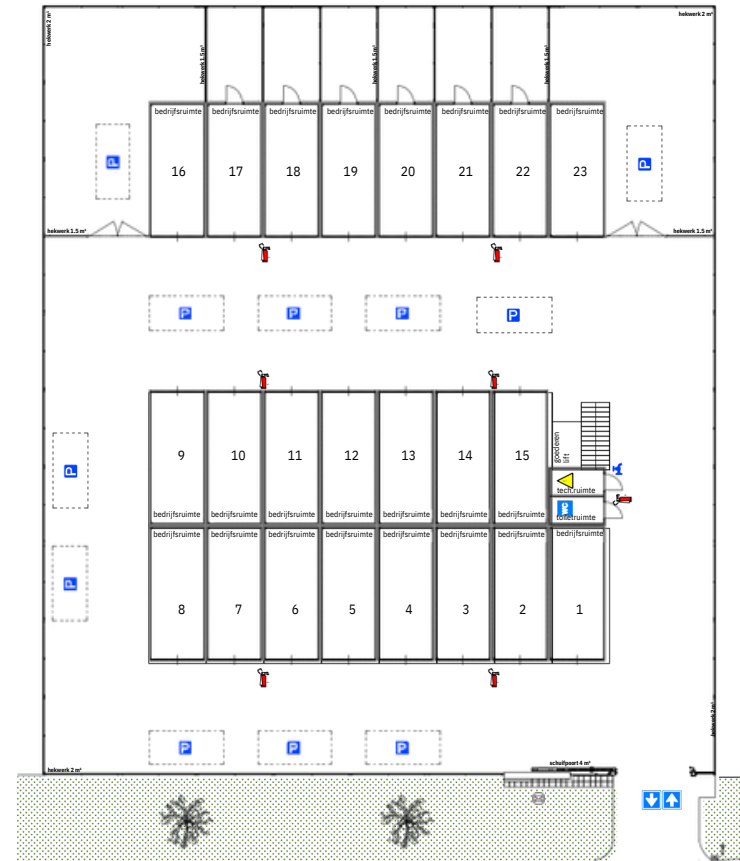 hekwerk 2 m¹
hekwerk 2 m¹
hekwerk 1.5 m¹
hekwerk 1.5 m¹
hekwerk 1.5 m¹
bedrijfsruimte bedrijfsruimte bedrijfsruimte bedrijfsruimte bedrijfsruimte bedrijfsruimte bedrijfsruimte bedrijfsruimte
P P
16 17 18 19 20 21 22 23
hekwerk 1.5 m¹ hekwerk 1.5 m¹
P P P P
9 10 11 12 13 14 15
goederen
lift
P
tech.ruimte
bedrijfsruimte bedrijfsruimte bedrijfsruimte bedrijfsruimte bedrijfsruimte bedrijfsruimte bedrijfsruimte
toiletruimte
bedrijfsruimte bedrijfsruimte bedrijfsruimte bedrijfsruimte bedrijfsruimte bedrijfsruimte bedrijfsruimte bedrijfsruimte
P
8 7 6 5 4 3 2 1
hekwerk 2 m¹
P P P
hekwerk 2 m¹
schuifpoort 4 m¹